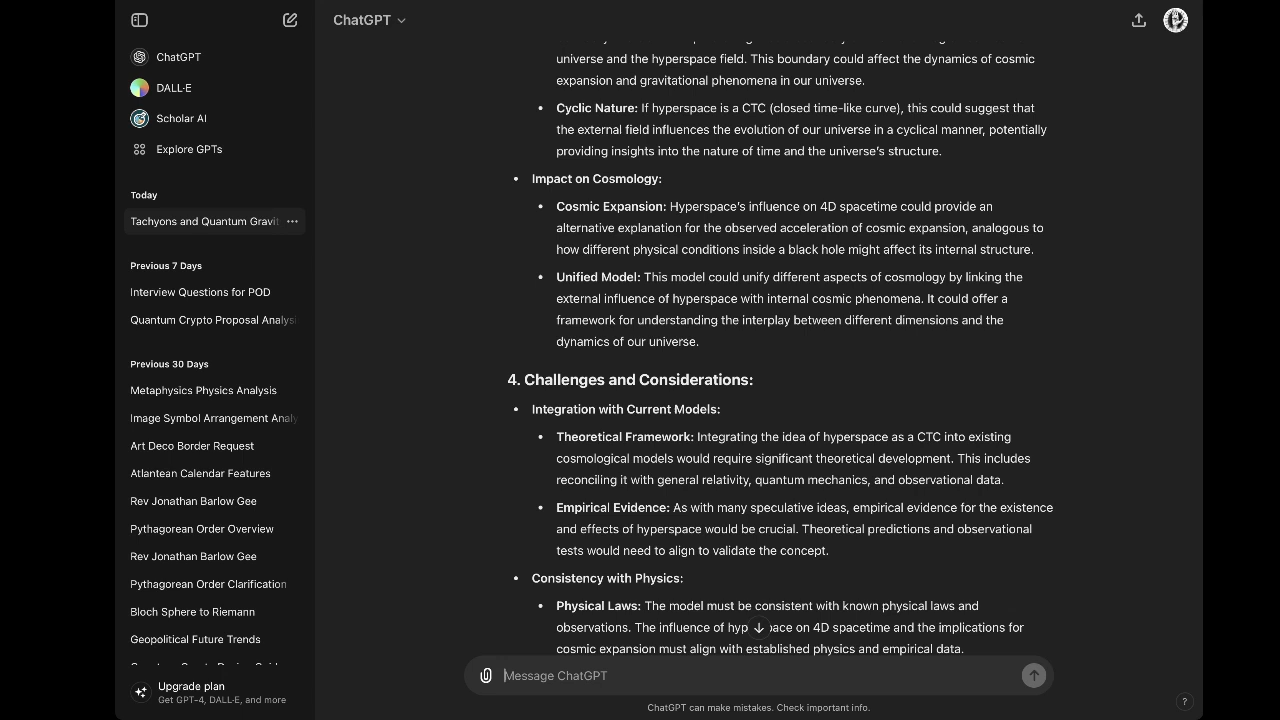 ChatGPT
DALL·E
Scholar AI
Explore GPTs
Today
Tachyons and Quantum Gravit
Previous 7 Days
Interview Questions for POD
Quantum Crypto Proposal Analysi
Previous 30 Days
Metaphysics Physics Analysis
Image Symbol Arrangement Analy
Art Deco Border Request
Atlantean Calendar Features
Rev Jonathan Barlow Gee
Pythagorean Order Overview
Rev Jonathan Barlow Gee
Pythagorean Order Clarification
Bloch Sphere to Riemann
Geopolitical Future Trends
Upgrade plan
Get GPT-4, DALL·E, and more
ChatGPT
universe and the hyperspace field. This boundary could affect the dynamics of cosmic
expansion and gravitational phenomena in our universe.
• Cyclic Nature: If hyperspace is a CTC (closed time-like curve), this could suggest that
the external field influences the evolution of our universe in a cyclical manner, potentially
providing insights into the nature of time and the universe's structure.
• Impact on Cosmology:
• Cosmic Expansion: Hyperspace's influence on 4D spacetime could provide an
alternative explanation for the observed acceleration of cosmic expansion, analogous to
how different physical conditions inside a black hole might affect its internal structure.
• Unified Model: This model could unify different aspects of cosmology by linking the
external influence of hyperspace with internal cosmic phenomena. It could offer a
framework for understanding the interplay between different dimensions and the
dynamics of our universe.
4. Challenges and Considerations:
• Integration with Current Models:
• Theoretical Framework: Integrating the idea of hyperspace as a CTC into existing
cosmological models would require significant theoretical development. This includes
reconciling it with general relativity, quantum mechanics, and observational data.
• Empirical Evidence: As with many speculative ideas, empirical evidence for the existence
and effects of hyperspace would be crucial. Theoretical predictions and observational
tests would need to align to validate the concept.
• Consistency with Physics:
• Physical Laws: The model must be consistent with known physical laws and
observations. The influence of hyp ace on 4D spacetime and the implications for
cosmic expansion must align with established physics and empirical data.
Message ChatGPT
ChatGPT can make mistakes. Check important info.
?